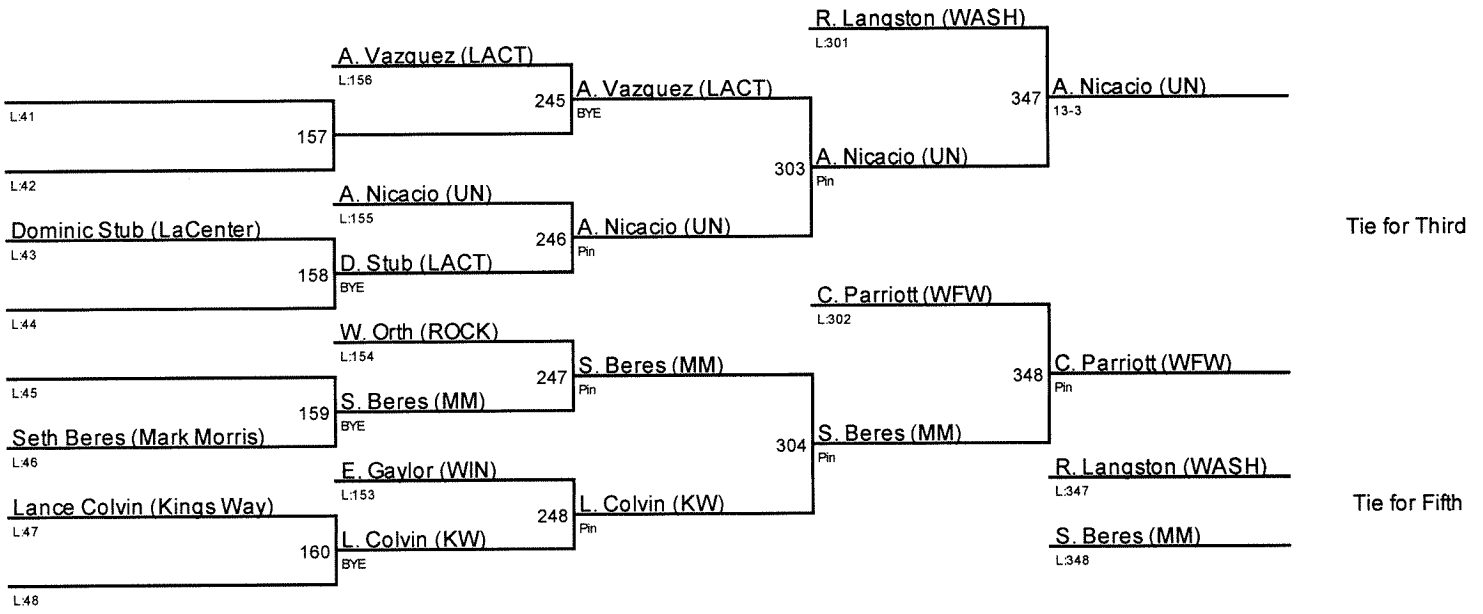 R. Langston (WASH)
L:301
A. Vazquez (LACT)
L:156
245
A. Vazquez (LACT)
BYE
347
A. Nicacio (UN)
13-3
L:41
157
L:42
303
A. Nicacio (UN)
Pin
A. Nicacio (UN)
L:155
Dominic Stub (LaCenter)
L:43
246
A. Nicacio (UN)
Pin
Tie for Third
158
D. Stub (LACT)
BYE
L:44
C. Parriott (WFW)
L:302
W. Orth (ROCK)
L:154
L:45
247
S. Beres (MM)
Pin
348
C. Parriott (WFW)
Pin
159
S. Beres (MM)
BYE
Seth Beres (Mark Morris)
L:46
304
S. Beres (MM)
Pin
E. Gaylor (WIN)
L:153
R. Langston (WASH)
L:347
Lance Colvin (Kings Way)
L:47
248
L. Colvin (KW)
Pin
Tie for Fifth
160
L. Colvin (KW)
BYE
S. Beres (MM)
L:348
L:48